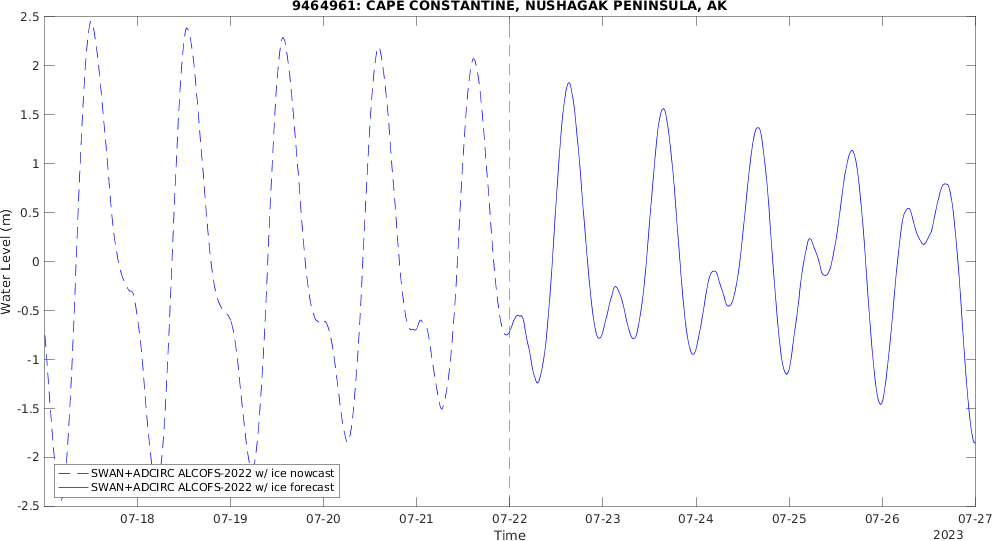 9464961: CAPE CONSTANTINE, NUSHAGAK PENINSULA, AK
2.5
2
1.5
1
0.5
0
-0.5
-1
-1.5
-2
-2.5
Water Level (m)
SWAN+ADCIRC ALCOFS-2022 w/ ice nowcast
SWAN+ADCIRC ALCOFS-2022 w/ ice forecast
07-18 07-19 07-20 07-21 07-22 07-23 07-24 07-25 07-26 07-27
Time
2023